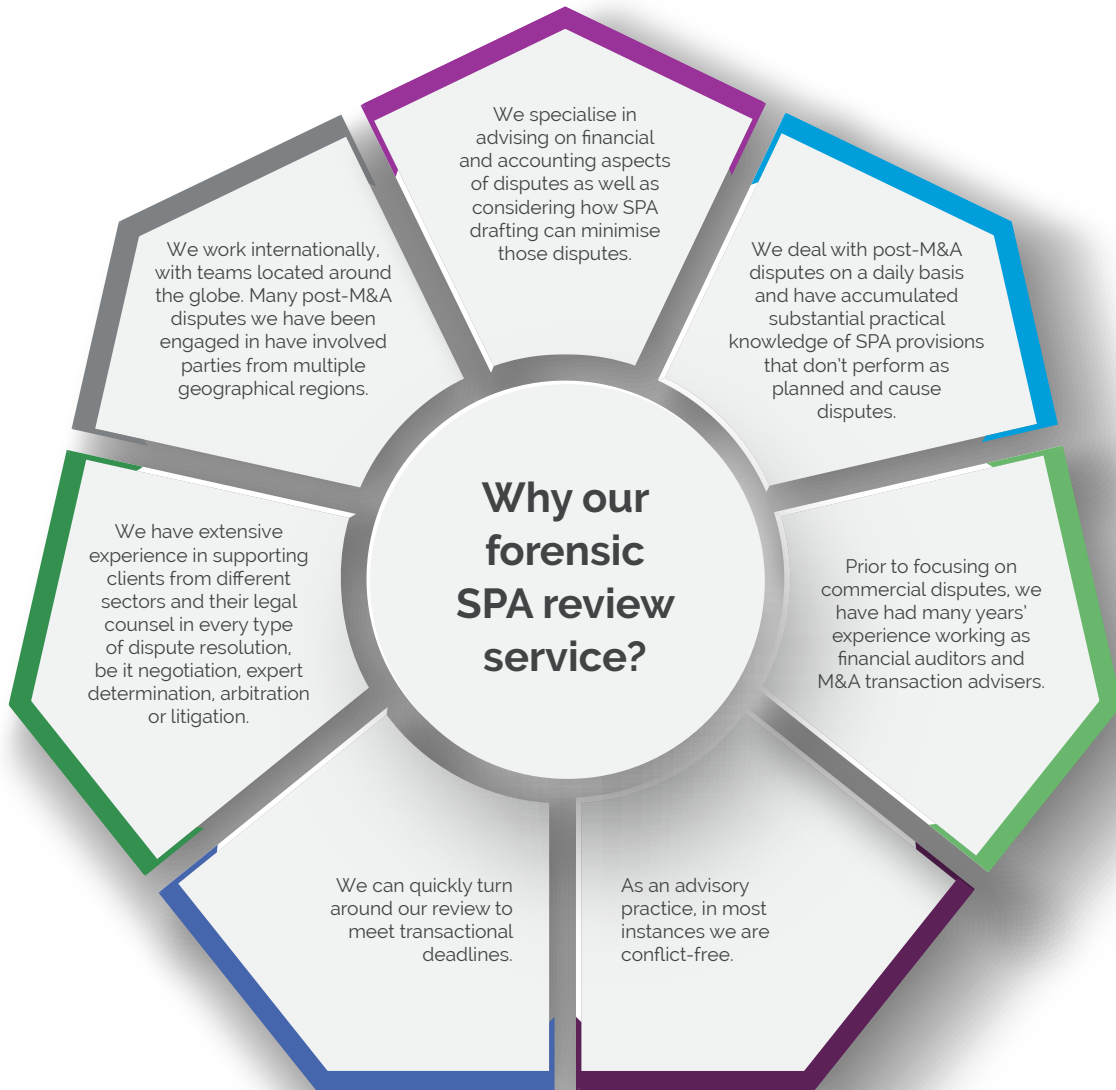 Why our
forensic
SPA review
service?
We specialise in
advising on financial
and accounting aspects
of disputes as well as
considering how SPA
drafting can minimise
those disputes.
We deal with post-M&A
disputes on a daily basis
and have accumulated
substantial practical
knowledge of SPA provisions
that don't perform as
planned and cause
disputes.
Prior to focusing on
commercial disputes, we
have had many years'
experience working as
financial auditors and
M&A transaction advisers.
As an advisory
practice, in most
instances we are
conflict-free.
We can quickly turn
around our review to
meet transactional
deadlines.
We have extensive
experience in supporting
clients from different
sectors and their legal
counsel in every type
of dispute resolution,
be it negotiation, expert
determination, arbitration
or litigation.
We work internationally,
with teams located around
the globe. Many post-M&A
disputes we have been
engaged in have involved
parties from multiple
geographical regions.